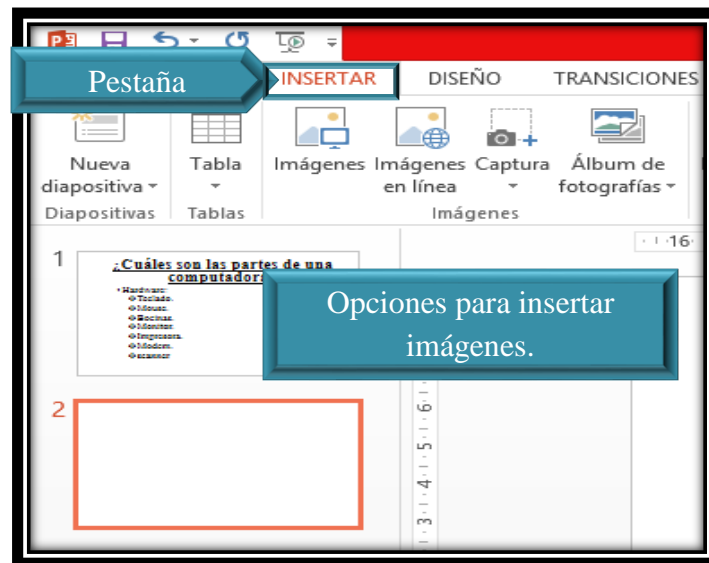 Pestaña
INSERTAR
DISEÑO
TRANSICIONES
Nueva
diapositiva
Tabla
Imágenes
Imágenes
en línea
Captura
Álbum de
fotografías
Diapositivas
Tablas
Imágenes
1
¿Cuáles son las partes de una
computadora
Hardware:
Teclado.
Mouse.
Bocinas.
Monitor.
Impresora.
Modem.
scanner
Opciones para insertar
imágenes.
2
16
6
5
4
3